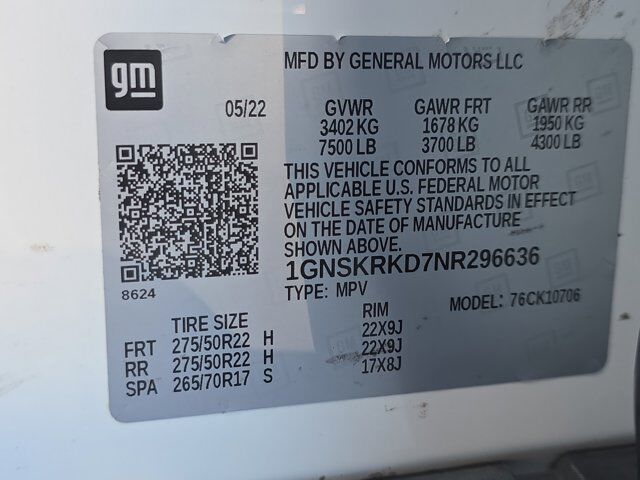 gm
MFD BY GENERAL MOTORS LLC
05/22 GVWR GAWR FRT GAWR RR
3402 KG 1678 KG 1950 KG
7500 LB 3700 LB 4300 LB
THIS VEHICLE CONFORMS TO ALL
APPLICABLE U.S. FEDERAL MOTOR
VEHICLE SAFETY STANDARDS IN EFFECT
ON THE DATE OF MANUFACTURE
SHOWN ABOVE.
1GNSKRKD7NR296636
8624
TYPE: MPV MODEL: 76CK10706
TIRE SIZE RIM
FRT 275/50R22 H 22X9J
RR 275/50R22 H 22X9J
SPA 265/70R17 S 17X8J